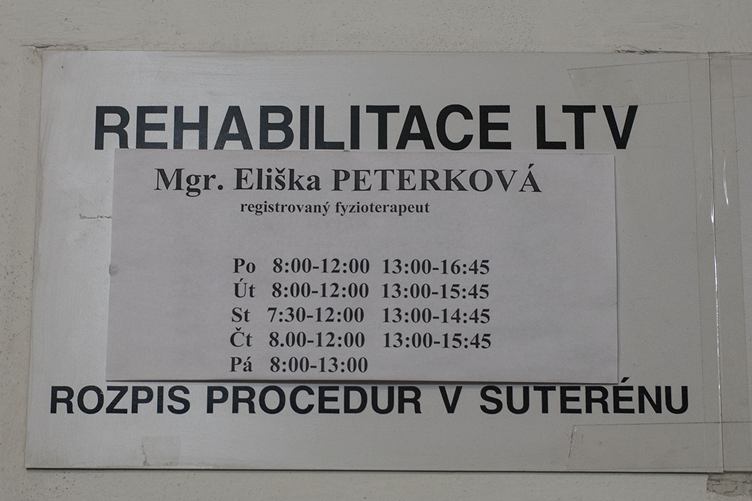 REHABILITACE LTV
Mgr. Eliška PETERKOVÁ
registrovaný fyzioterapeut
Po 8:00-12:00 13:00-16:45
Út 8:00-12:00 13:00-15:45
St 7:30-12:00 13:00-14:45
Čt 8.00-12:00 13:00-15:45
Pá 8:00-13:00
ROZPIS PROCEDUR V SUTERÉNU